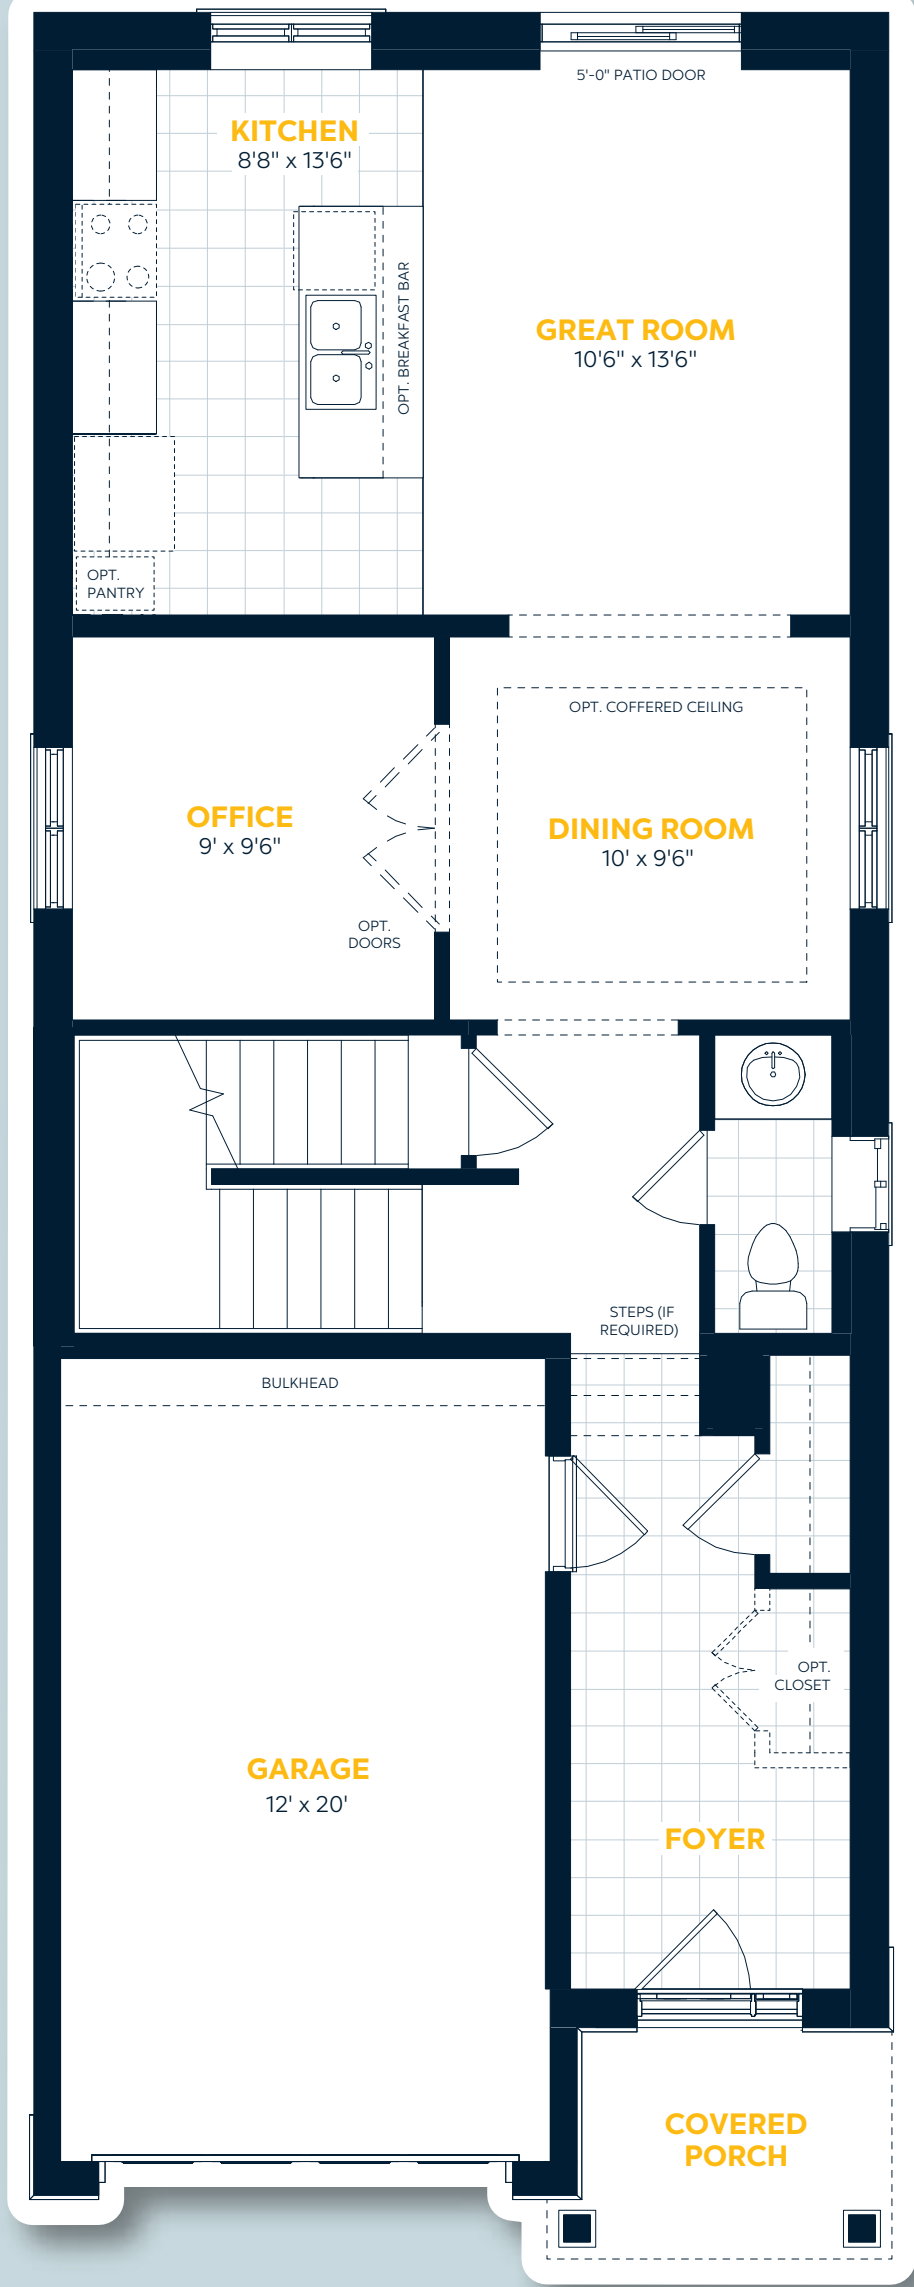 5'-0" PATIO DOOR
KITCHEN
8'8" x 13'6"
OPT. BREAKFAST BAR
GREAT ROOM
10'6" x 13'6"
OPT.
PANTRY
OPT. COFFERED CEILING
OFFICE
9' x 9'6"
DINING ROOM
10' x 9'6"
OPT.
DOORS
STEPS (IF
REQUIRED)
BULKHEAD
OPT.
CLOSET
GARAGE
12' x 20'
FOYER
COVERED
PORCH